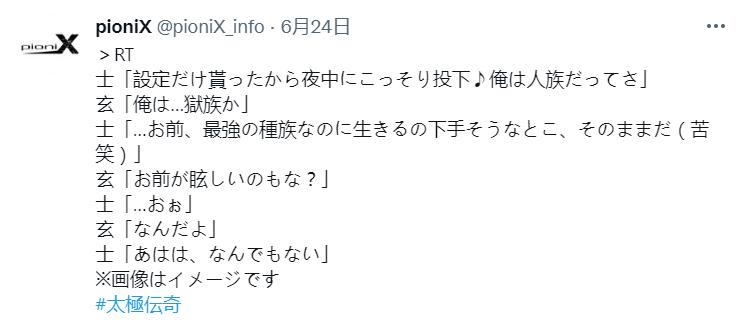 pioniX
pioniX @pioniX_info · 6月24日
＞RT
士「設定だけ貰ったから夜中にこっそり投下♪俺は人族だってさ」
玄「俺は…獄族か」
士「…お前、最強の種族なのに生きるの下手そうなとこ、そのままだ（苦
笑）」
玄「お前が眩しいのもな？」
士「…おぉ」
玄「なんだよ」
士「あはは、なんでもない」
※画像はイメージです
#太極伝奇